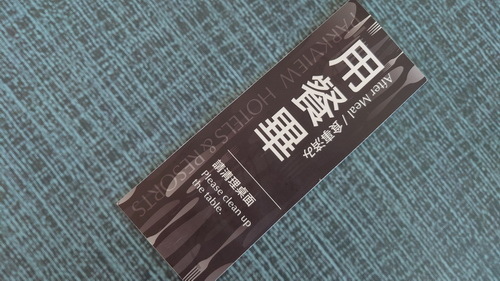 PARKVIEW HOTELS & RESORTS
用餐畢
After Meal / 食事済み
請清理桌面
Please clean up
the table.